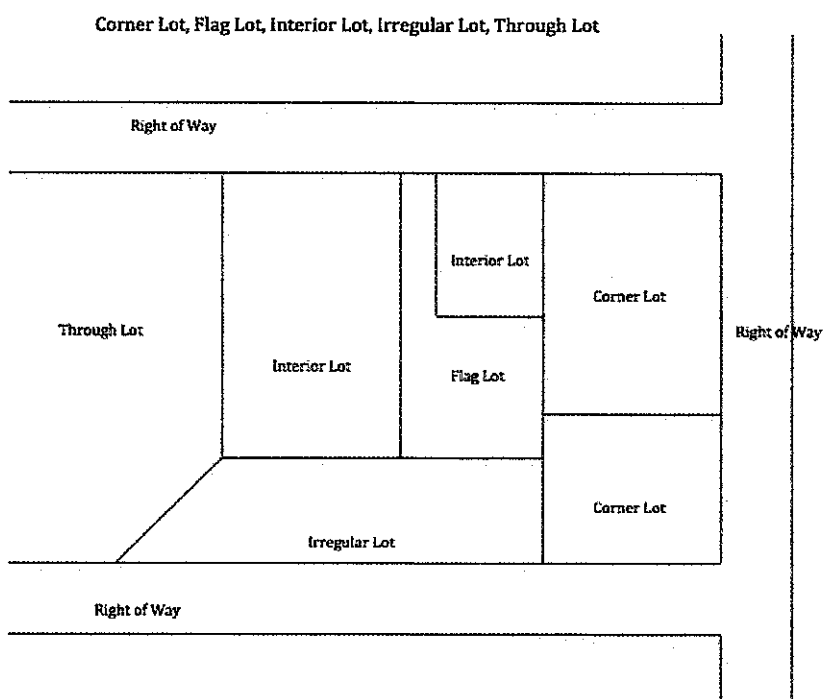 Corner Lot, Flag Lot, Interior Lot, Irregular Lot, Through Lot
Right of Way
Interior Lot
Corner Lot
Through Lot
Right of Way
Interior Lot
Flag Lot
Corner Lot
Irregular Lot
Right of Way